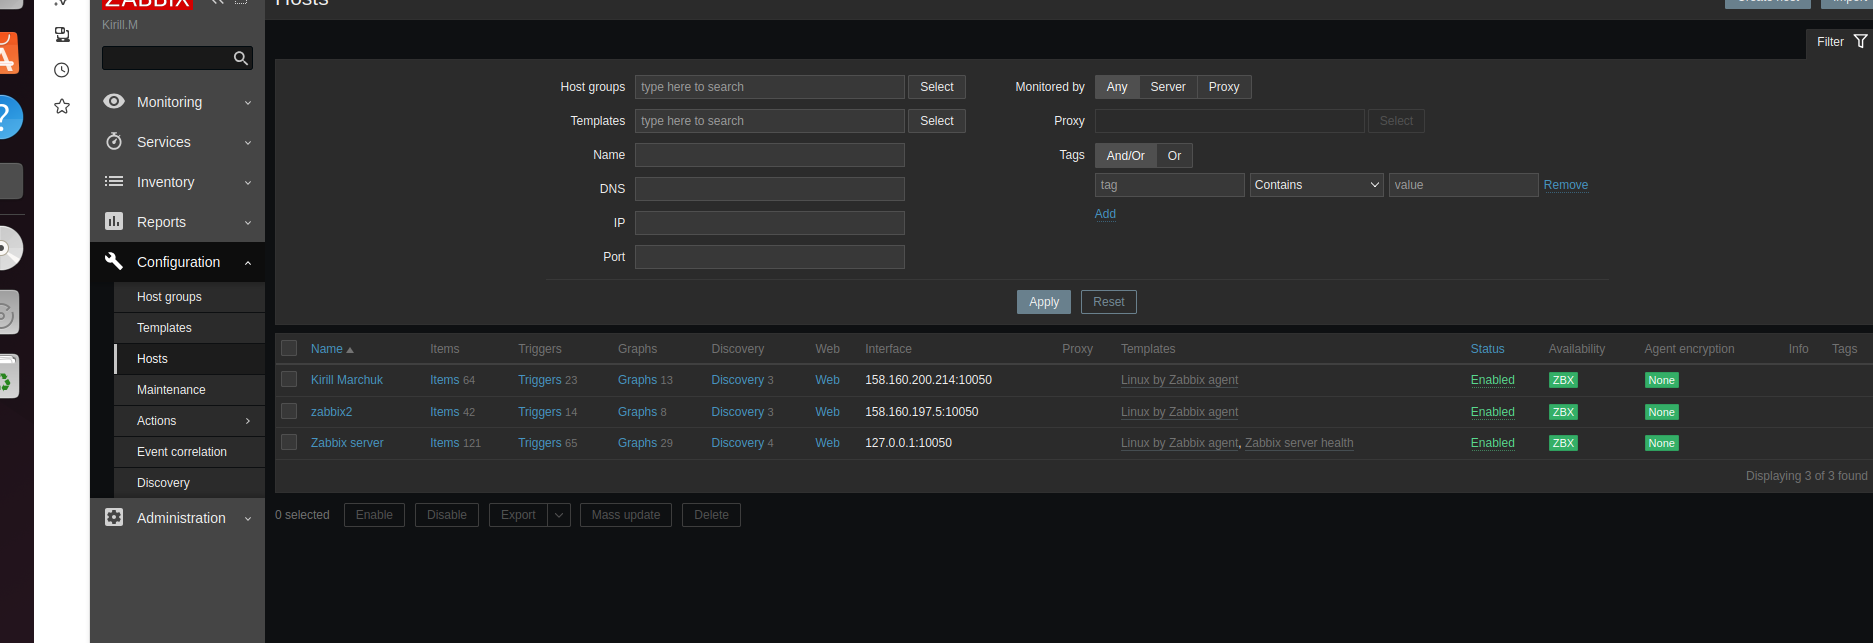 ZABBIX
Hosts
Create host
Import
Kirill.M
Filter
Monitoring
Services
Inventory
Reports
Configuration
Host groups
Templates
Hosts
Maintenance
Actions
Event correlation
Discovery
Administration
Host groups type here to search Select
Templates type here to search Select
Name
DNS
IP
Port
Monitored by Any Server Proxy
Proxy Select
Tags And/Or Or
tag Contains value Remove
Add
Apply Reset
Name Items Triggers Graphs Discovery Web Interface Proxy Templates Status Availability Agent encryption Info Tags
Kirill Marchuk Items 64 Triggers 23 Graphs 13 Discovery 3 Web 158.160.200.214:10050 Linux by Zabbix agent Enabled ZBX None
zabbix2 Items 42 Triggers 14 Graphs 8 Discovery 3 Web 158.160.197.5:10050 Linux by Zabbix agent Enabled ZBX None
Zabbix server Items 121 Triggers 65 Graphs 29 Discovery 4 Web 127.0.0.1:10050 Linux by Zabbix agent, Zabbix server health Enabled ZBX None
Displaying 3 of 3 found
0 selected Enable Disable Export Mass update Delete